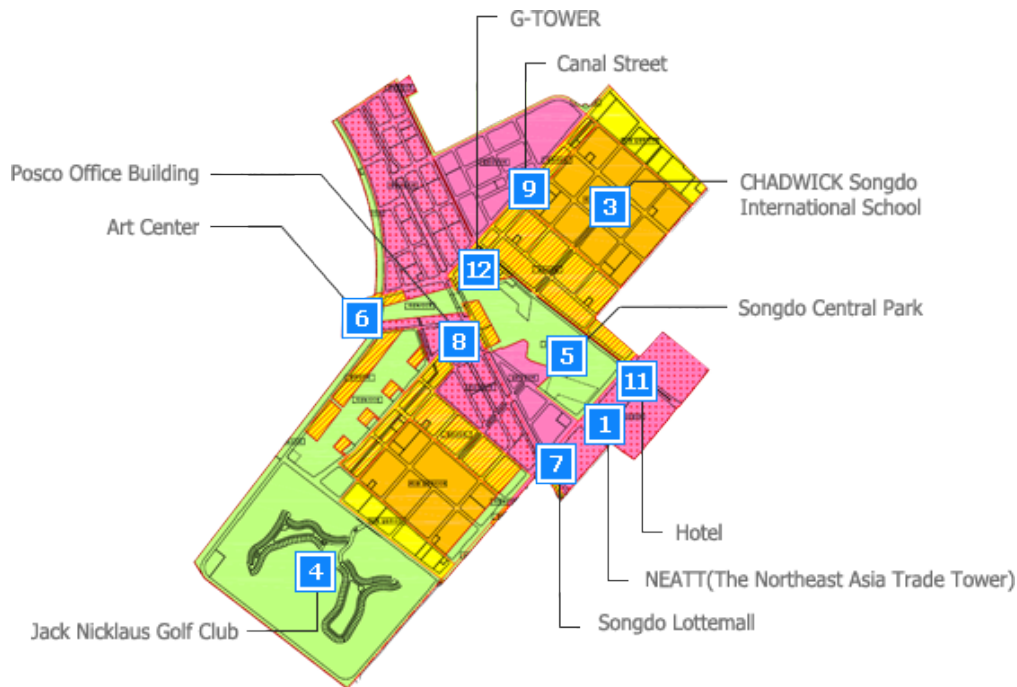 G-TOWER
Canal Street
Posco Office Building
CHADWICK Songdo
International School
9
3
Art Center
12
Songdo Central Park
6
8
5
11
1
7
Hotel
4
NEATT(The Northeast Asia Trade Tower)
Songdo Lottemall
Jack Nicklaus Golf Club